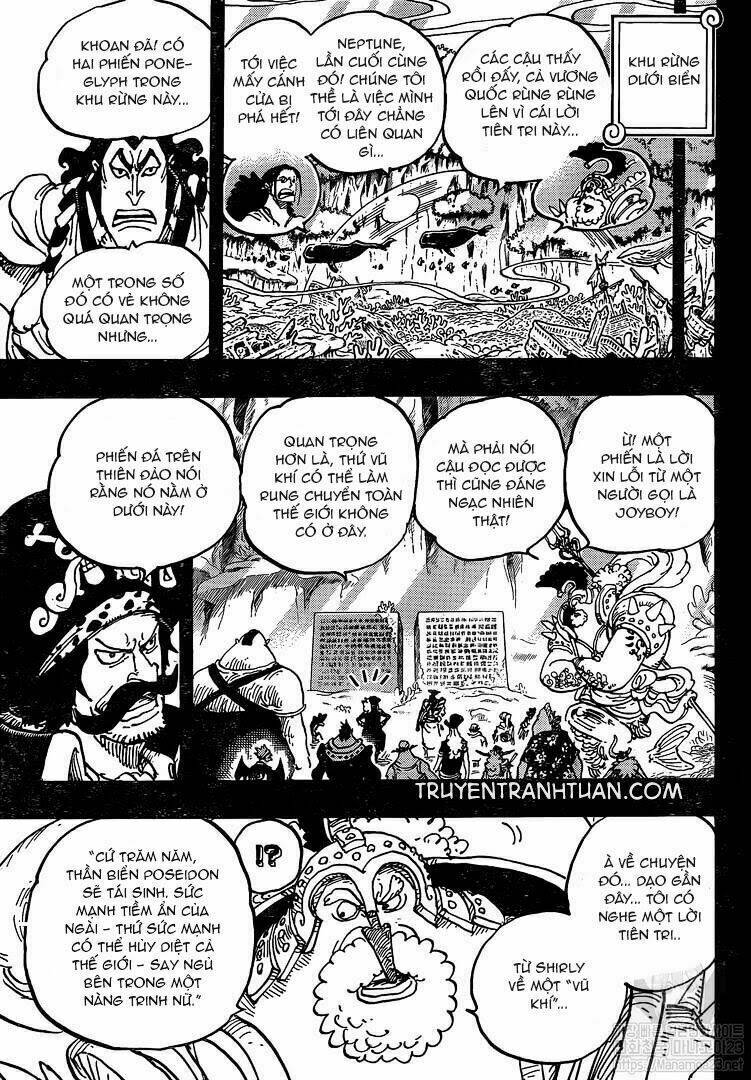 KHU RỪNG
DƯỚI BIỂN
CÁC CẬU THẤY
RỒI ĐẤY, CẢ VƯƠNG
QUỐC RÙNG RÙNG
LÊN VÌ CÁI LỜI
TIÊN TRI NÀY...
NEPTUNE,
LẦN CUỐI CÙNG
ĐÓ! CHÚNG TÔI
THỀ LÀ VIỆC MÌNH
TỚI ĐÂY CHẲNG
CÓ LIÊN QUAN
GÌ...
TỚI VIỆC
MẤY CÁNH
CỬA BỊ
PHÁ HẾT!
KHOAN ĐÃ! CÓ
HAI PHIẾN PONE-
GLYPH TRONG
KHU RỪNG NÀY...
MỘT TRONG SỐ
ĐÓ CÓ VẺ KHÔNG
QUÁ QUAN TRỌNG
NHƯNG...
Ừ! MỘT
PHIẾN LÀ LỜI
XIN LỖI TỪ MỘT
NGƯỜI GỌI LÀ
JOYBOY!
MÀ PHẢI NÓI
CẬU ĐỌC ĐƯỢC
THÌ CŨNG ĐÁNG
NGẠC NHIÊN
THẬT!
QUAN TRỌNG
HƠN LÀ, THỨ VŨ
KHÍ CÓ THỂ LÀM
RUNG CHUYỂN TOÀN
THẾ GIỚI KHÔNG
CÓ Ở ĐÂY.
PHIẾN ĐÁ TRÊN
THIÊN ĐẢO NÓI
RẰNG NÓ NẰM Ở
DƯỚI NÀY!
TRUYENTRANHTUAN.COM
À VỀ CHUYỆN
ĐÓ... DẠO GẦN
ĐÂY... TÔI CÓ
NGHE MỘT LỜI
TIÊN TRI..
TỪ SHIRLY
VỀ MỘT "VŨ
KHÍ"...
!?
"CỨ TRĂM NĂM,
THẦN BIỂN POSEIDON
SẼ TÁI SINH. SỨC
MẠNH TIỀM ẨN CỦA
NGÀI - THỨ SỨC MẠNH
CÓ THỂ HỦY DIỆT CẢ
THẾ GIỚI - SAY NGỦ
BÊN TRONG MỘT
NÀNG TRINH NỮ."